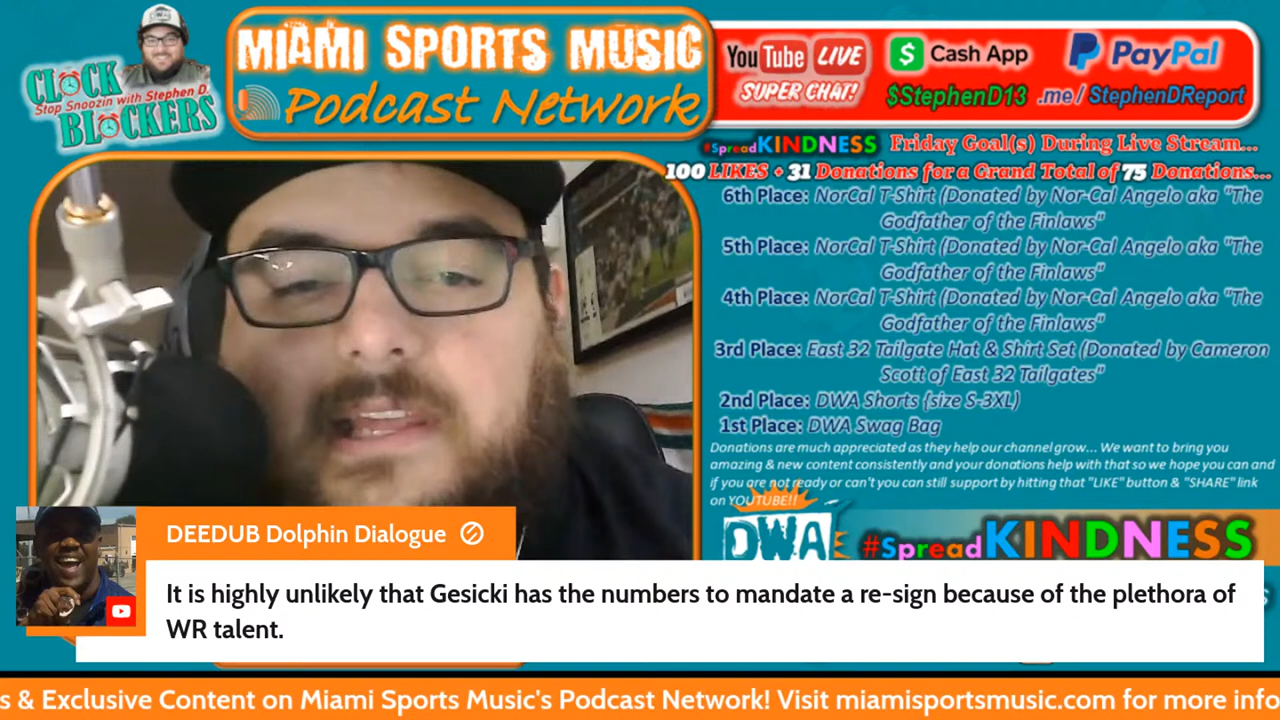 CLOCK
Stop Snoozin with Stephen D.
BLOCKERS
MIAMI SPORTS MUSIC
Podcast Network
YouTube LIVE
SUPER CHAT!
$ Cash App
$StephenD13
PayPal
.me/StephenDReport
#SpreadKINDNESS Friday Goal(s) During Live Stream...
100 LIKES + 31 Donations for a Grand Total of 75 Donations...
6th Place: NorCal T-Shirt (Donated by Nor-Cal Angelo aka "The
Godfather of the Finlaws"
5th Place: NorCal T-Shirt (Donated by Nor-Cal Angelo aka "The
Godfather of the Finlaws"
4th Place: NorCal T-Shirt (Donated by Nor-Cal Angelo aka "The
Godfather of the Finlaws"
3rd Place: East 32 Tailgate Hat & Shirt Set (Donated by Cameron
Scott of East 32 Tailgates"
2nd Place: DWA Shorts {size S-3XL)
1st Place: DWA Swag Bag
Donations are much appreciated as they help our channel grow... We want to bring you
amazing & new content consistently and your donations help with that so we hope you can and
if you are not ready or can't you can still support by hitting that "LIKE" button & "SHARE" link
on YOUTUBE!!
DWA
#SpreadKINDNESS
DEEDUB Dolphin Dialogue
It is highly unlikely that Gesicki has the numbers to mandate a re-sign because of the plethora of
WR talent.
s & Exclusive Content on Miami Sports Music's Podcast Network! Visit miamisportsmusic.com for more info